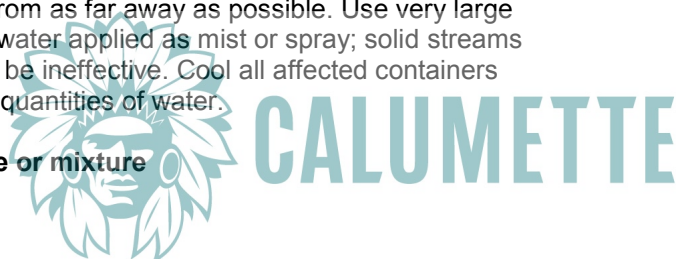 from as far away as possible. Use very large
water applied as mist or spray; solid streams
be ineffective. Cool all affected containers
quantities of water.
CALUMETTE
or mixture